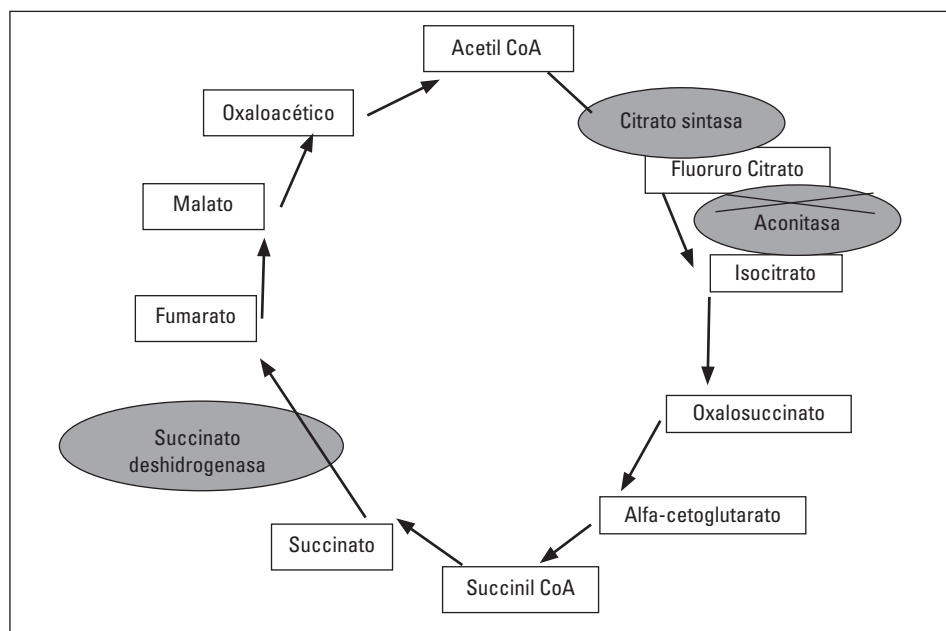 Acetil CoA
Oxaloacético
Citrato sintasa
Fluoruro Citrato
Malato
Aconitasa
Isocitrato
Fumarato
Oxalosuccinato
Succinato
deshidrogenasa
Alfa-cetoglutarato
Succinato
Succinil CoA